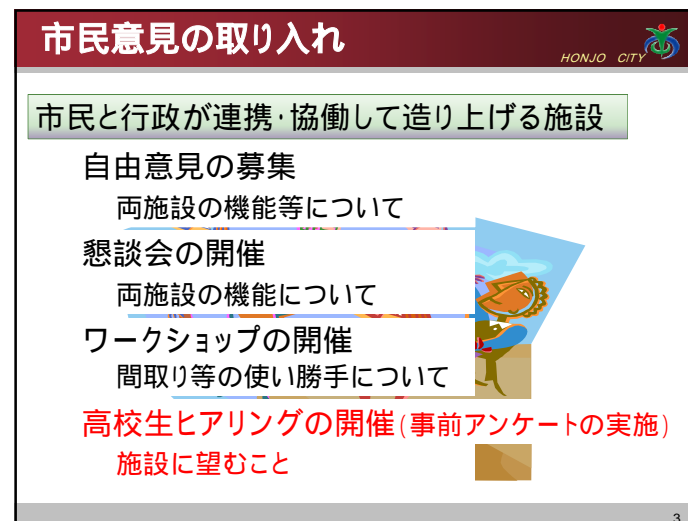 市民意見の取り入れ
HONJO CITY
市民と行政が連携・協働して造り上げる施設
自由意見の募集
両施設の機能等について
懇談会の開催
両施設の機能について
ワークショップの開催
間取り等の使い勝手について
高校生ヒアリングの開催(事前アンケートの実施)
施設に望むこと
3